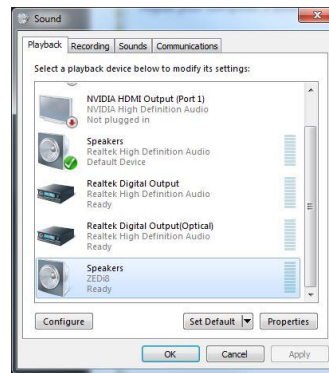 Sound
Playback
Recording
Sounds
Communications
Select a playback device below to modify its settings:
NVIDIA HDMI Output (Port 1)
NVIDIA High Definition Audio
Not plugged in
Speakers
Realtek High Definition Audio
Default Device
Realtek Digital Output
Realtek High Definition Audio
Ready
Realtek Digital Output(Optical)
Realtek High Definition Audio
Ready
Speakers
ZEDi8
Ready
Configure
Set Default
Properties
OK
Cancel
Apply